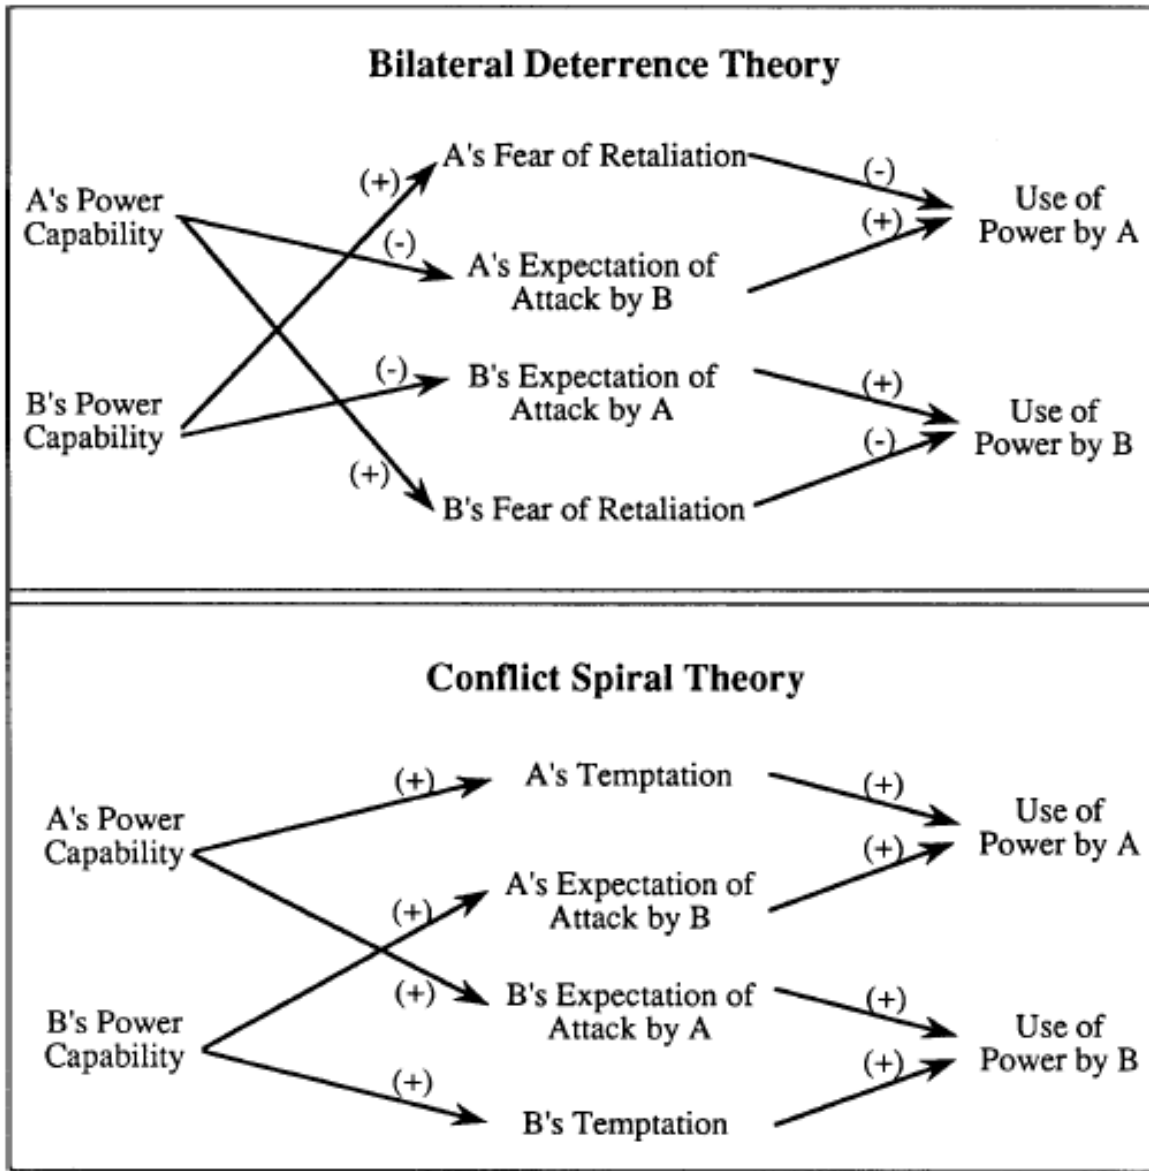 Bilateral Deterrence Theory
A's Power
Capability
B's Power
Capability
(+)
(-)
(-)
(+)
A's Fear of Retaliation
A's Expectation of
Attack by B
B's Expectation of
Attack by A
B's Fear of Retaliation
(-)
(+)
(+)
(-)
Use of
Power by A
Use of
Power by B
Conflict Spiral Theory
A's Power
Capability
B's Power
Capability
(+)
(+)
(+)
(+)
A's Temptation
A's Expectation of
Attack by B
B's Expectation of
Attack by A
B's Temptation
(+)
(+)
(+)
(+)
Use of
Power by A
Use of
Power by B